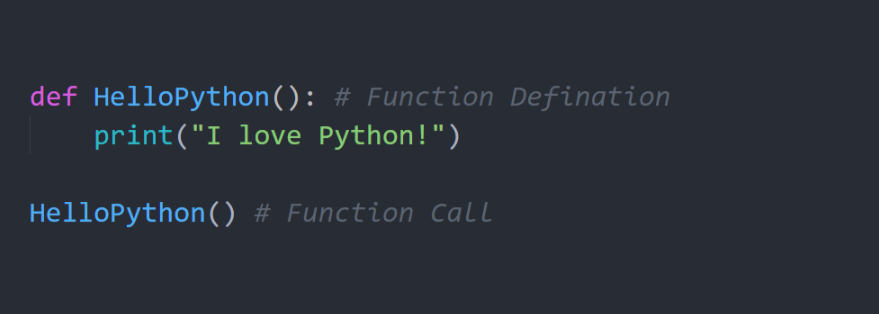 def HelloPython(): # Function Defination
    print("I love Python!")
HelloPython() # Function Call